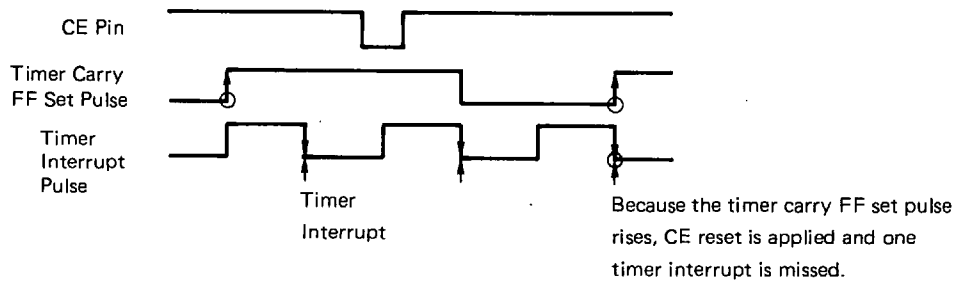 CE Pin
Timer Carry
FF Set Pulse
Timer
Interrupt
Pulse
Timer
Interrupt
Because the timer carry FF set pulse
rises, CE reset is applied and one
timer interrupt is missed.